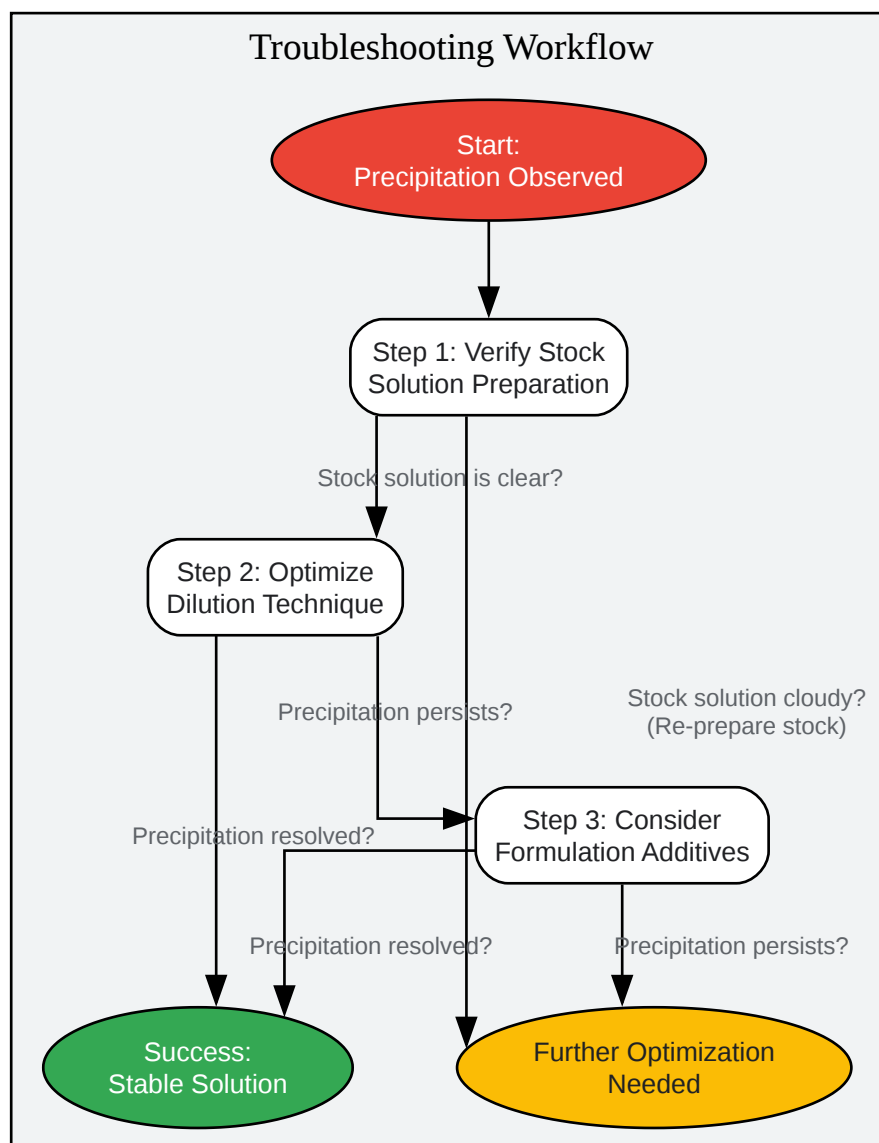 Troubleshooting Workflow
Start:
Precipitation Observed
Step 1: Verify Stock
Solution Preparation
Stock solution is clear?
Step 2: Optimize
Dilution Technique
Precipitation persists?
Stock solution cloudy?
(Re-prepare stock)
Step 3: Consider
Formulation Additives
Precipitation resolved?
Precipitation resolved?
Precipitation persists?
Success:
Stable Solution
Further Optimization
Needed